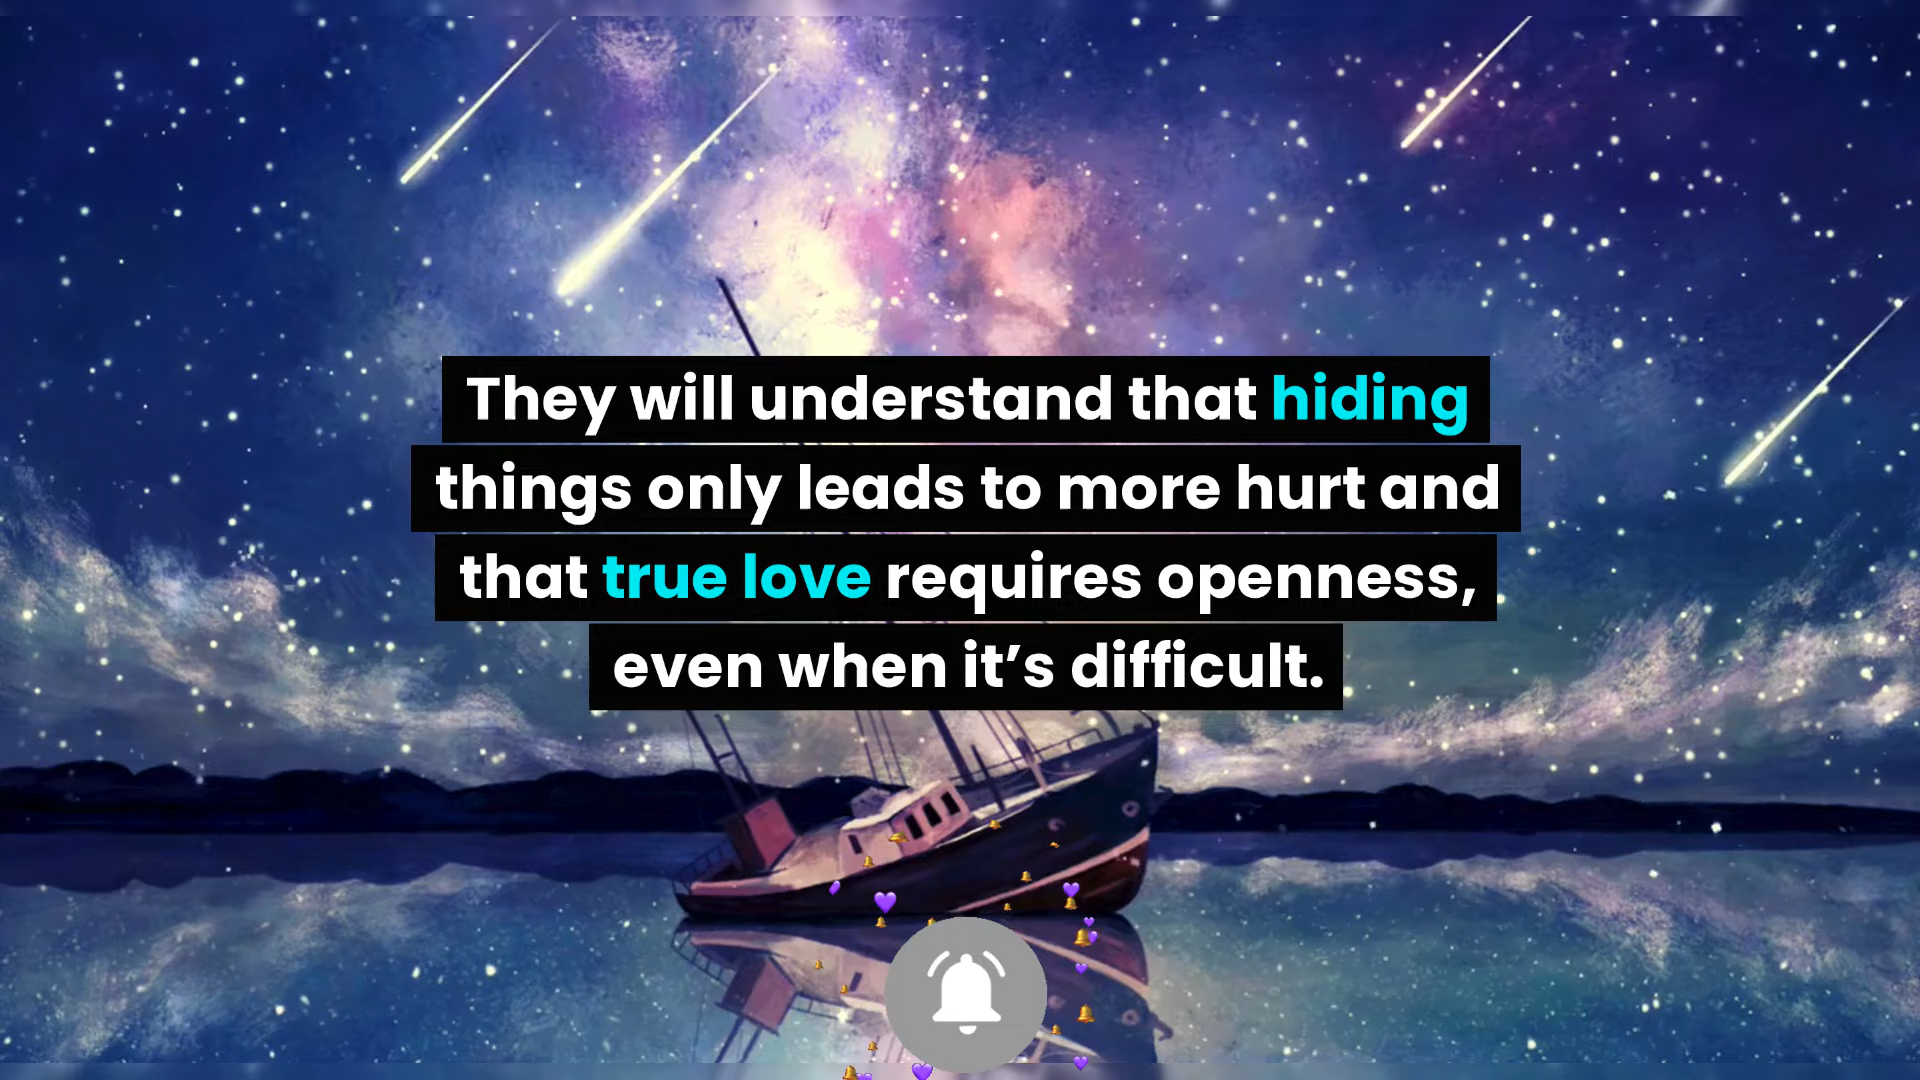 They will understand that hiding
things only leads to more hurt and
that true love requires openness,
even when it’s difficult.